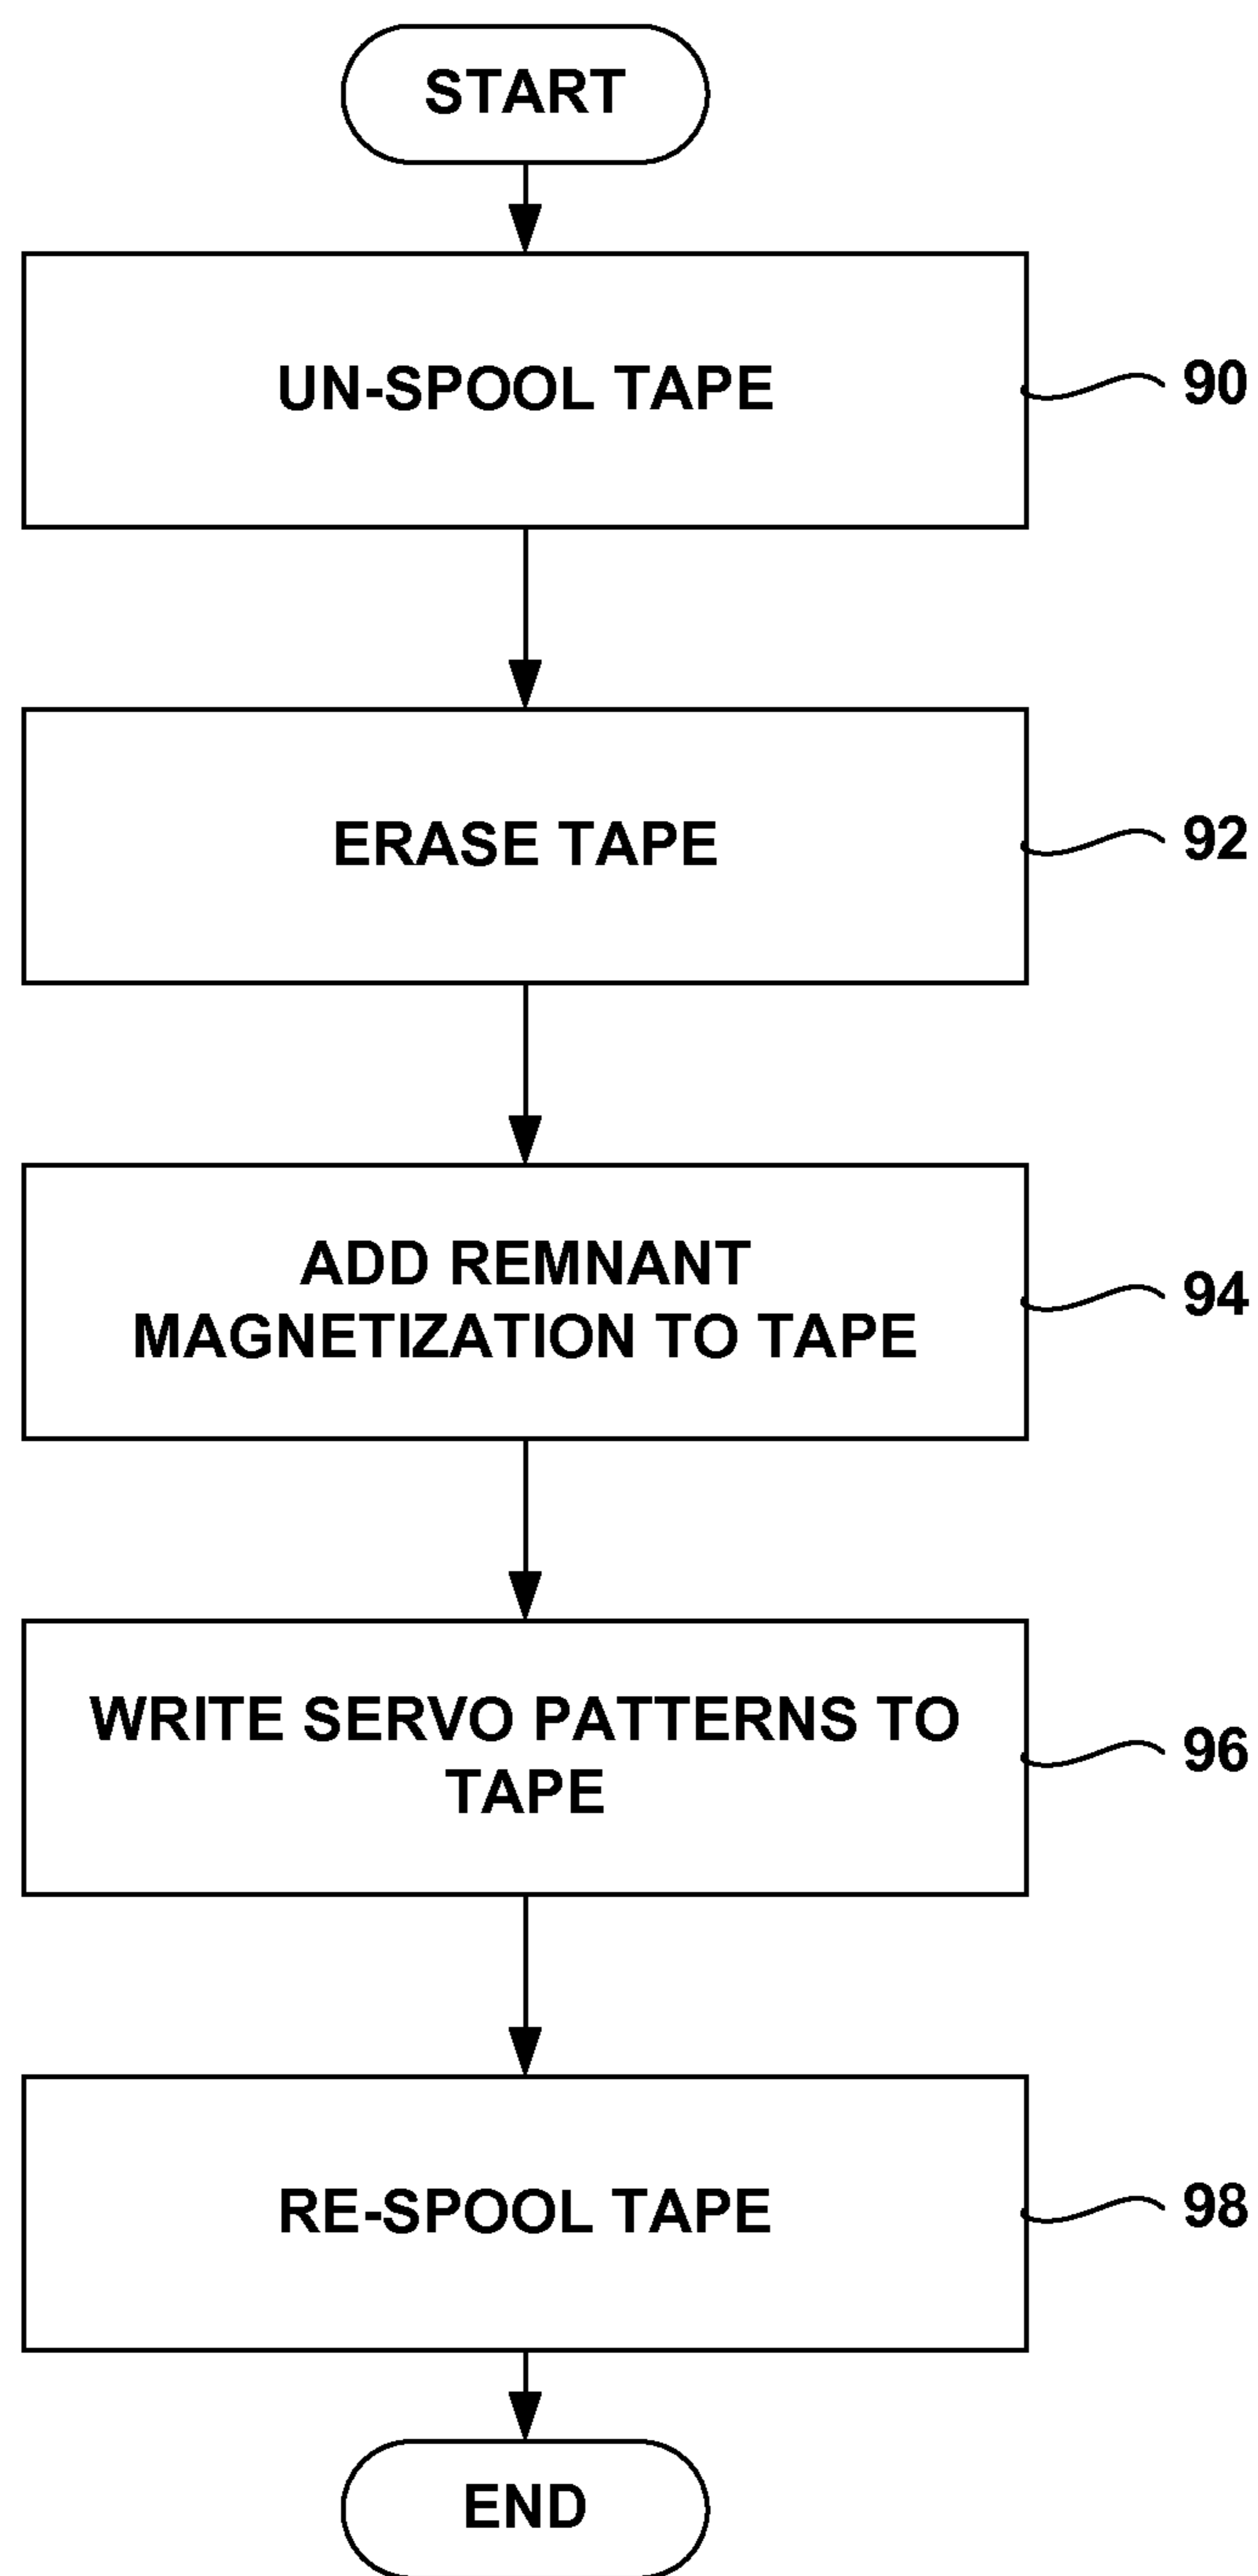 START
UN-SPOOL TAPE
90
ERASE TAPE
92
ADD REMNANT
MAGNETIZATION TO TAPE
94
WRITE SERVO PATTERNS TO
TAPE
96
RE-SPOOL TAPE
98
END